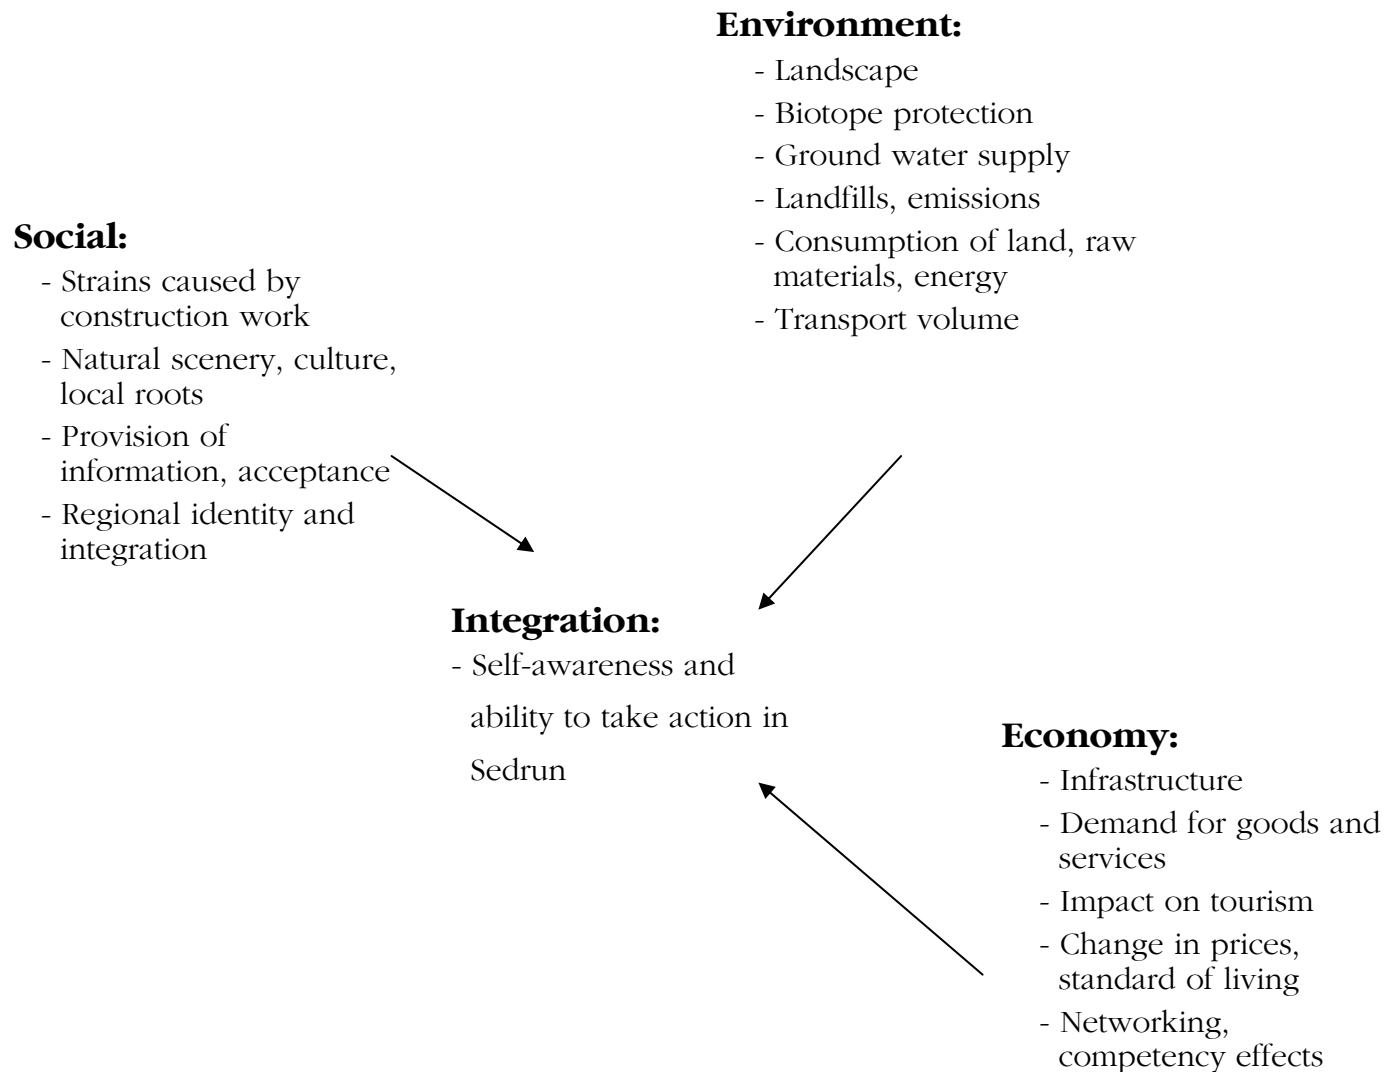 Environment:
- Landscape
- Biotope protection
- Ground water supply
- Landfills, emissions
- Consumption of land, raw
materials, energy
- Transport volume
Social:
- Strains caused by
construction work
- Natural scenery, culture,
local roots
- Provision of
information, acceptance
- Regional identity and
integration
Integration:
- Self-awareness and
ability to take action in
Sedrun
Economy:
- Infrastructure
- Demand for goods and
services
- Impact on tourism
- Change in prices,
standard of living
- Networking,
competency effects